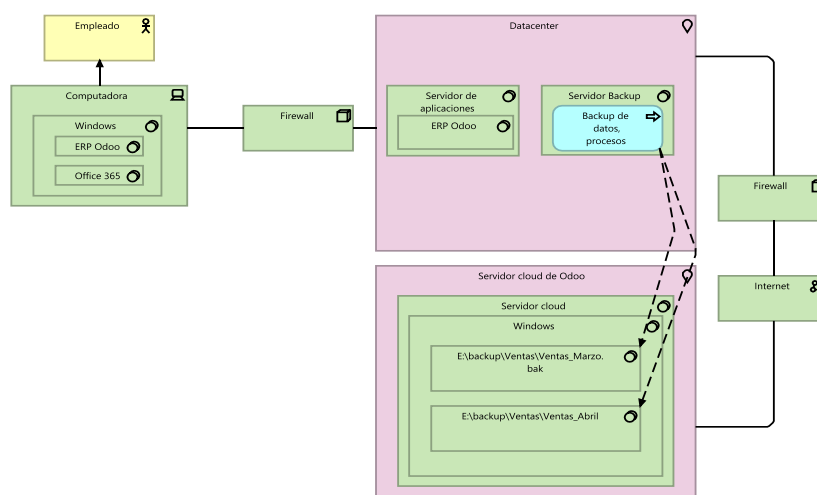 Empleado
Datacenter
Computadora
Windows
ERP Odoo
Office 365
Firewall
Servidor de
aplicaciones
ERP Odoo
Servidor Backup
Backup de
datos,
procesos
Firewall
Internet
Servidor cloud de Odoo
Servidor cloud
Windows
E:\backup\Ventas\Ventas_Marzo.
bak
E:\backup\Ventas\Ventas_Abril